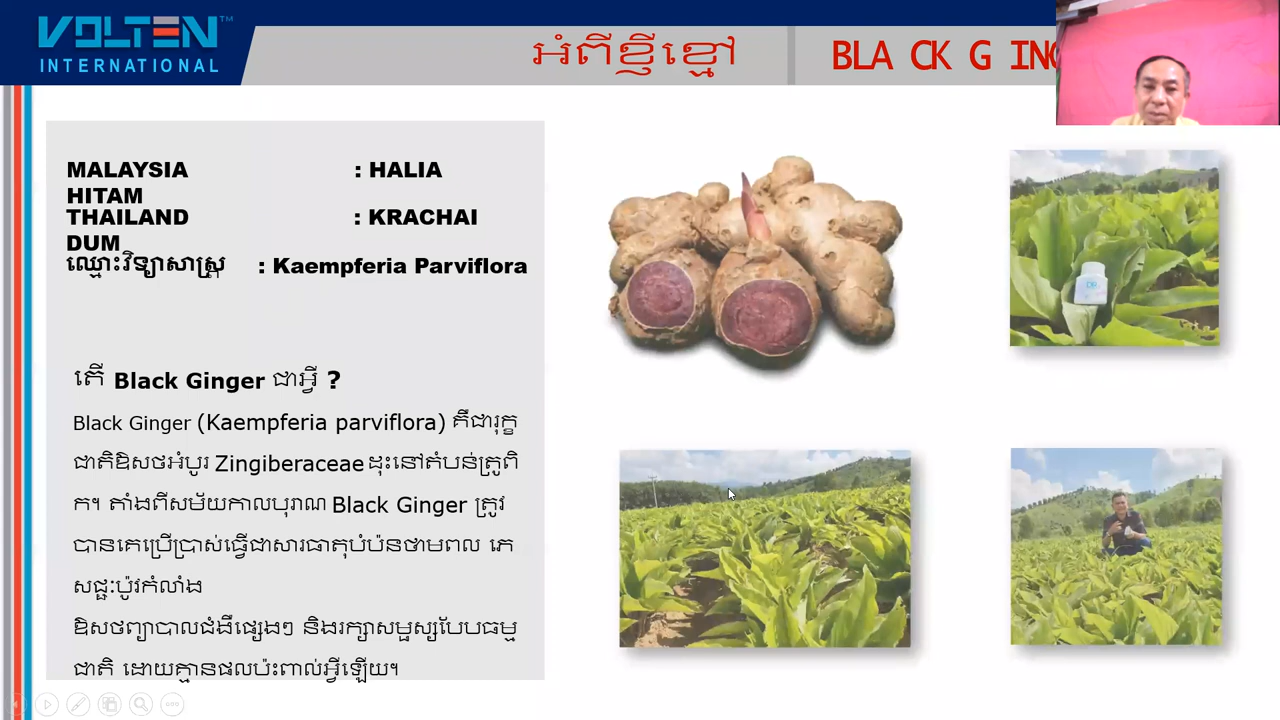 VOLTEN™
INTERNATIONAL
អំពីខ្ញីខ្មៅ
BLA CK G ING
MALAYSIA : HALIA
HITAM
THAILAND : KRACHAI
DUM
ឈ្មោះវិទ្យាសាស្ត្រ : Kaempferia Parviflora
តើ Black Ginger ជាអ្វី ?
Black Ginger (Kaempferia parviflora) គឺជារុក្ខ
ជាតិឱសថអំបូរ Zingiberaceae ដុះនៅតំបន់ត្រូពិ
ក។ តាំងពីសម័យកាលបុរាណ Black Ginger ត្រូវ
បានគេប្រើប្រាស់ធ្វើជាសារធាតុបំប៉នថាមពល ភេ
សជ្ជៈប៉ូវកំលាំង
ឱសថព្យាបាលជំងឺផ្សេងៗ និងរក្សាសម្ផស្សបែបធម្ម
ជាតិ ដោយគ្មានផលប៉ះពាល់អ្វីឡើយ។
DR